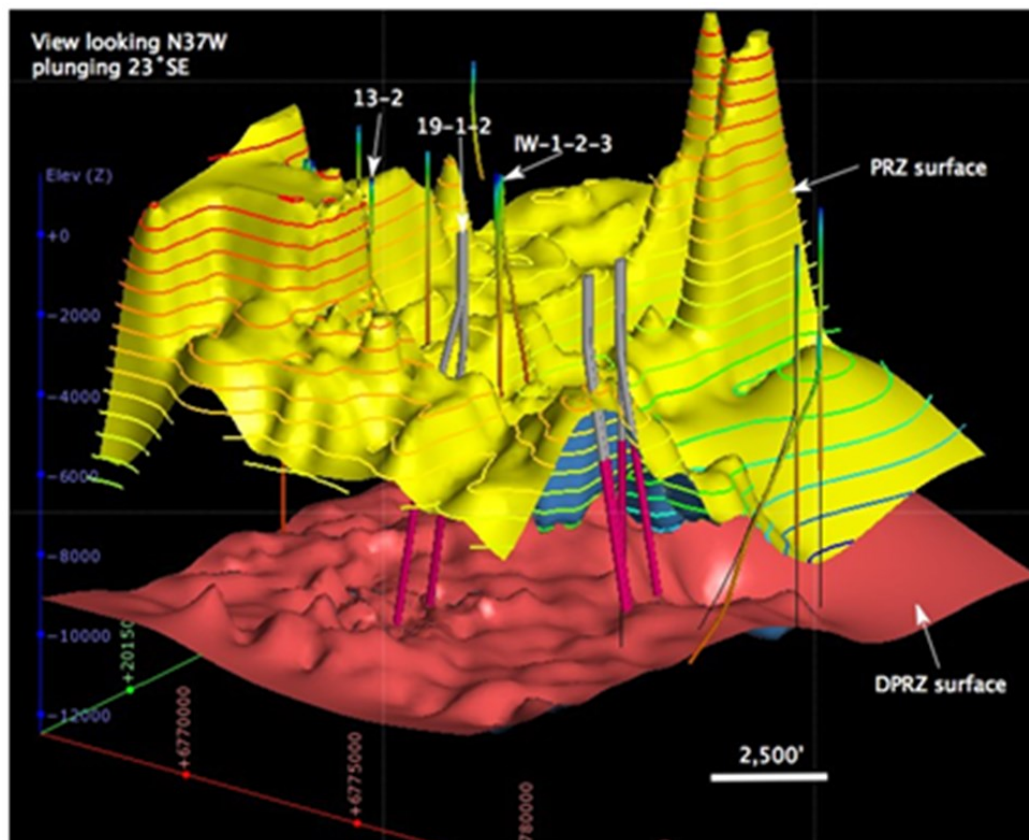 View looking N37W
plunging 23˚SE
13-2
19-1-2
IW-1-2-3
PRZ surface
Elev (Z)
+0
-2000
-4000
-6000
-8000
-10000
-12000
+20150
+6770000
+6775000
780000
DPRZ surface
2,500'